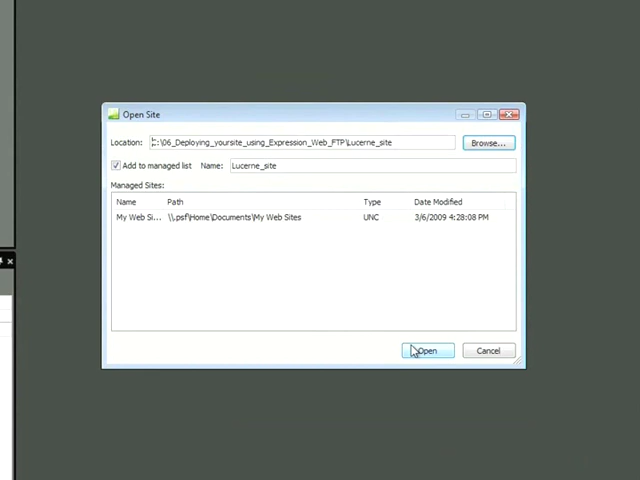 Open Site
Location: C:\06_Deploying_yoursite_using_Expression_Web_FTP\Lucerne_site Browse...
Add to managed list Name: Lucerne_site
Managed Sites:
Name Path Type Date Modified
My Web Si... \\.psf\Home\Documents\My Web Sites UNC 3/6/2009 4:28:08 PM
Open Cancel